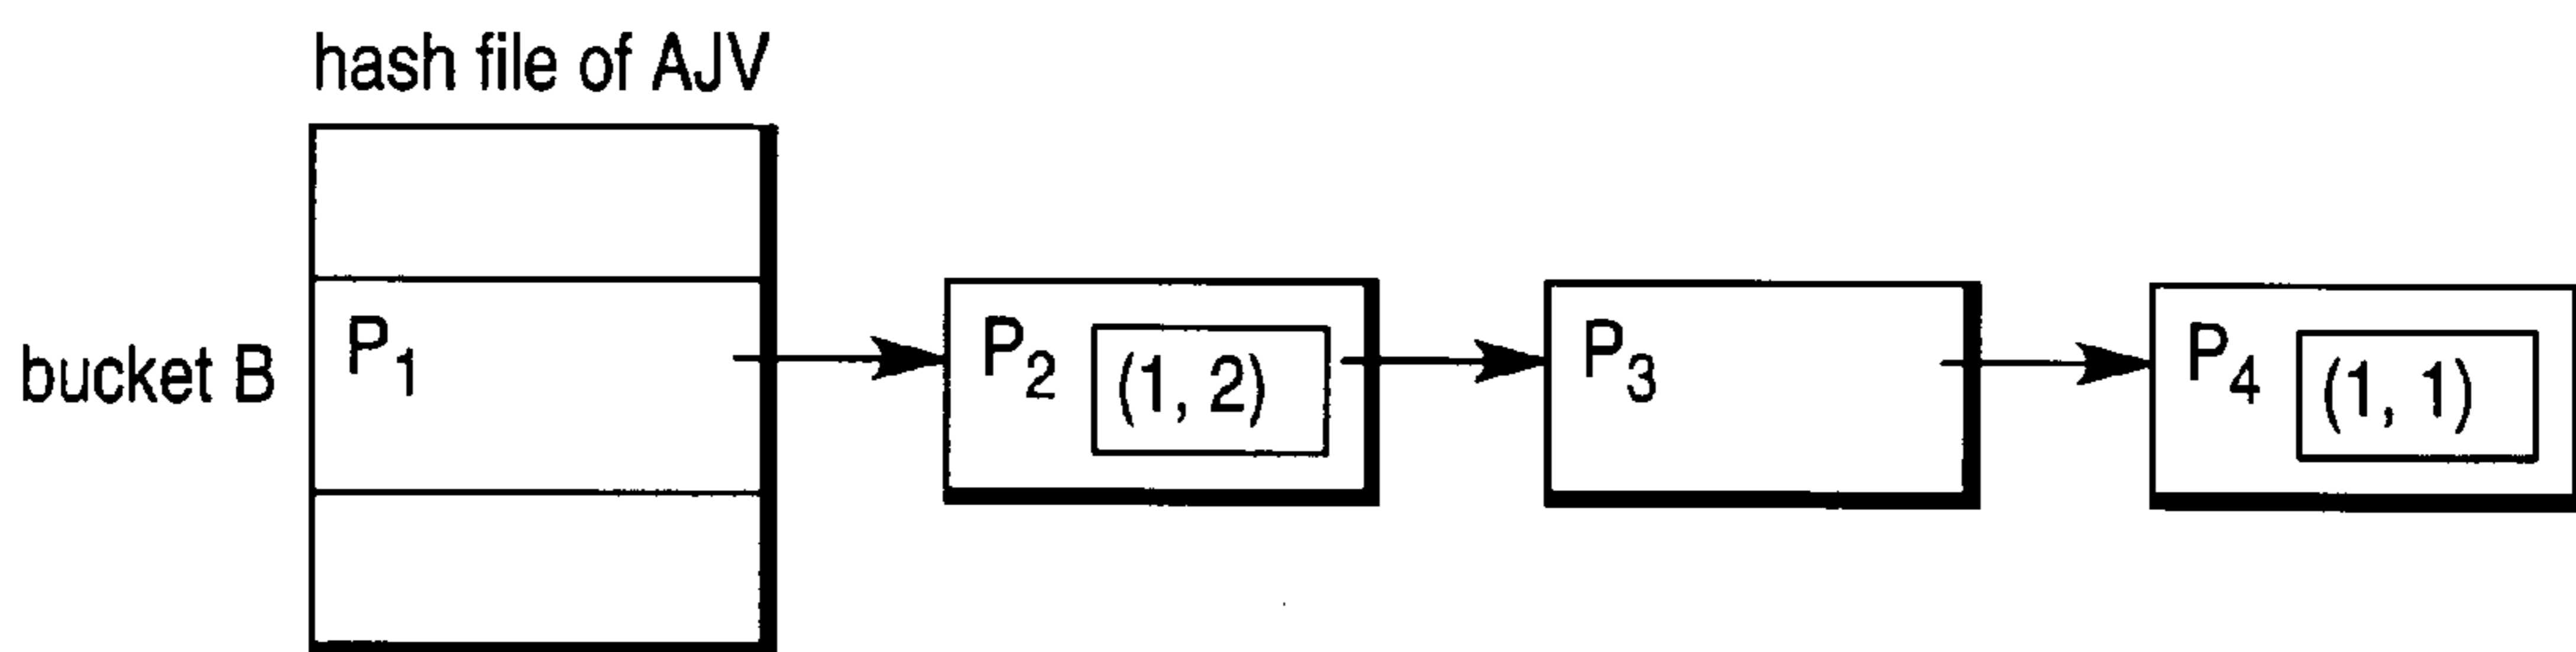 hash file of AJV
bucket B
P1
P2
(1, 2)
P3
P4
(1, 1)